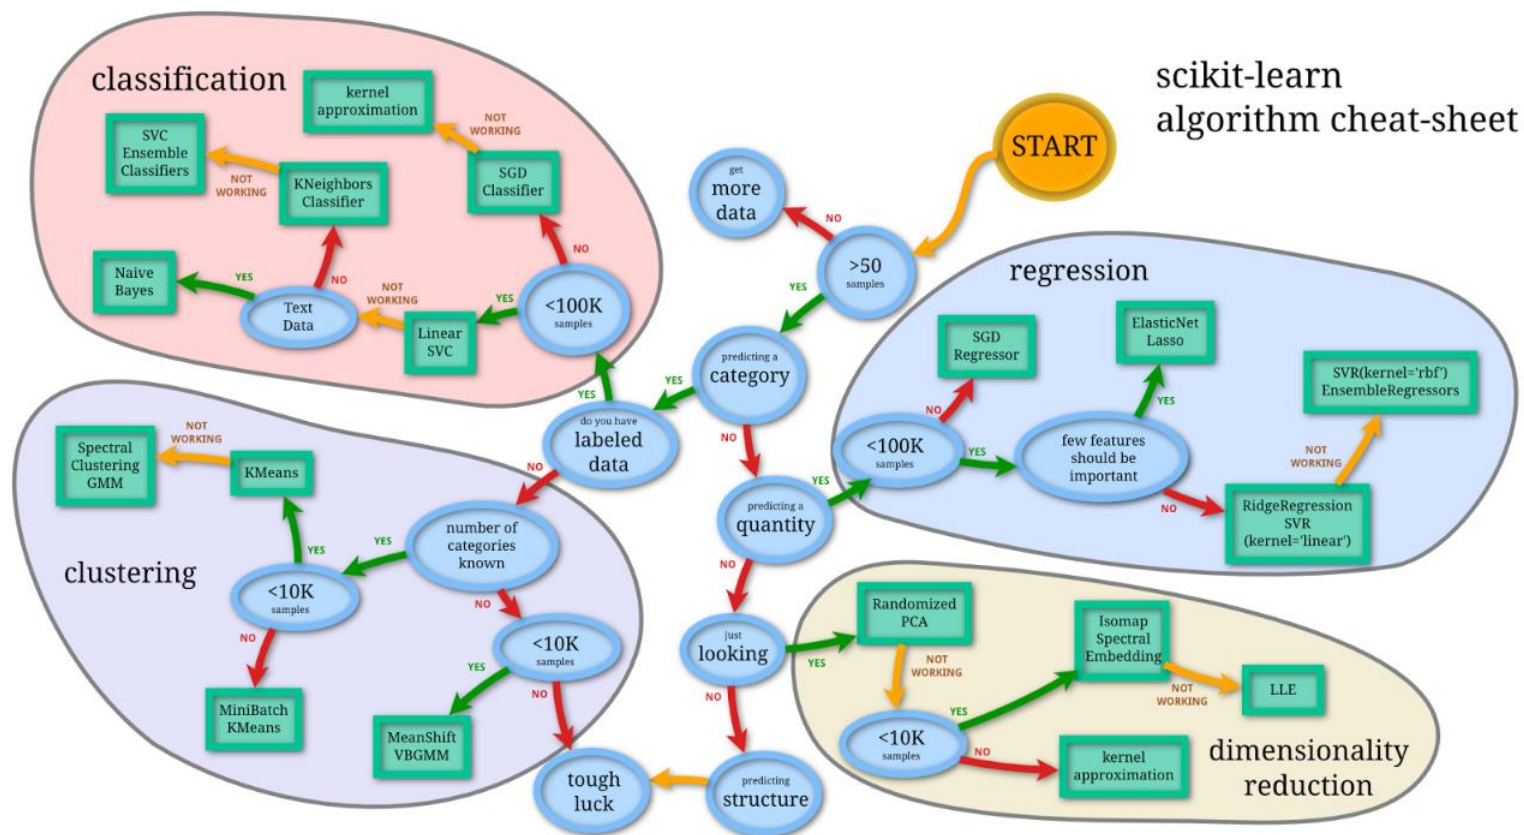 scikit-learn
algorithm cheat-sheet
START
classification
kernel
approximation
NOT
WORKING
SVC
Ensemble
Classifiers
NOT
WORKING
KNeighbors
Classifier
SGD
Classifier
NO
Naive
Bayes
YES
NO
Text
Data
NOT
WORKING
Linear
SVC
YES
<100K
samples
YES
get
more
data
NO
>50
samples
YES
predicting a
category
YES
NO
do you have
labeled
data
NO
predicting a
quantity
YES
NO
just
looking
YES
NO
predicting
structure
tough
luck
regression
SGD
Regressor
ElasticNet
Lasso
SVR(kernel='rbf')
EnsembleRegressors
NO
YES
<100K
samples
YES
few features
should be
important
NOT
WORKING
NO
RidgeRegression
SVR
(kernel='linear')
clustering
Spectral
Clustering
GMM
NOT
WORKING
KMeans
YES
number of
categories
known
YES
NO
<10K
samples
NO
MiniBatch
KMeans
<10K
samples
YES
NO
MeanShift
VBGMM
Randomized
PCA
NOT
WORKING
Isomap
Spectral
Embedding
NOT
WORKING
LLE
YES
<10K
samples
NO
kernel
approximation
dimensionality
reduction